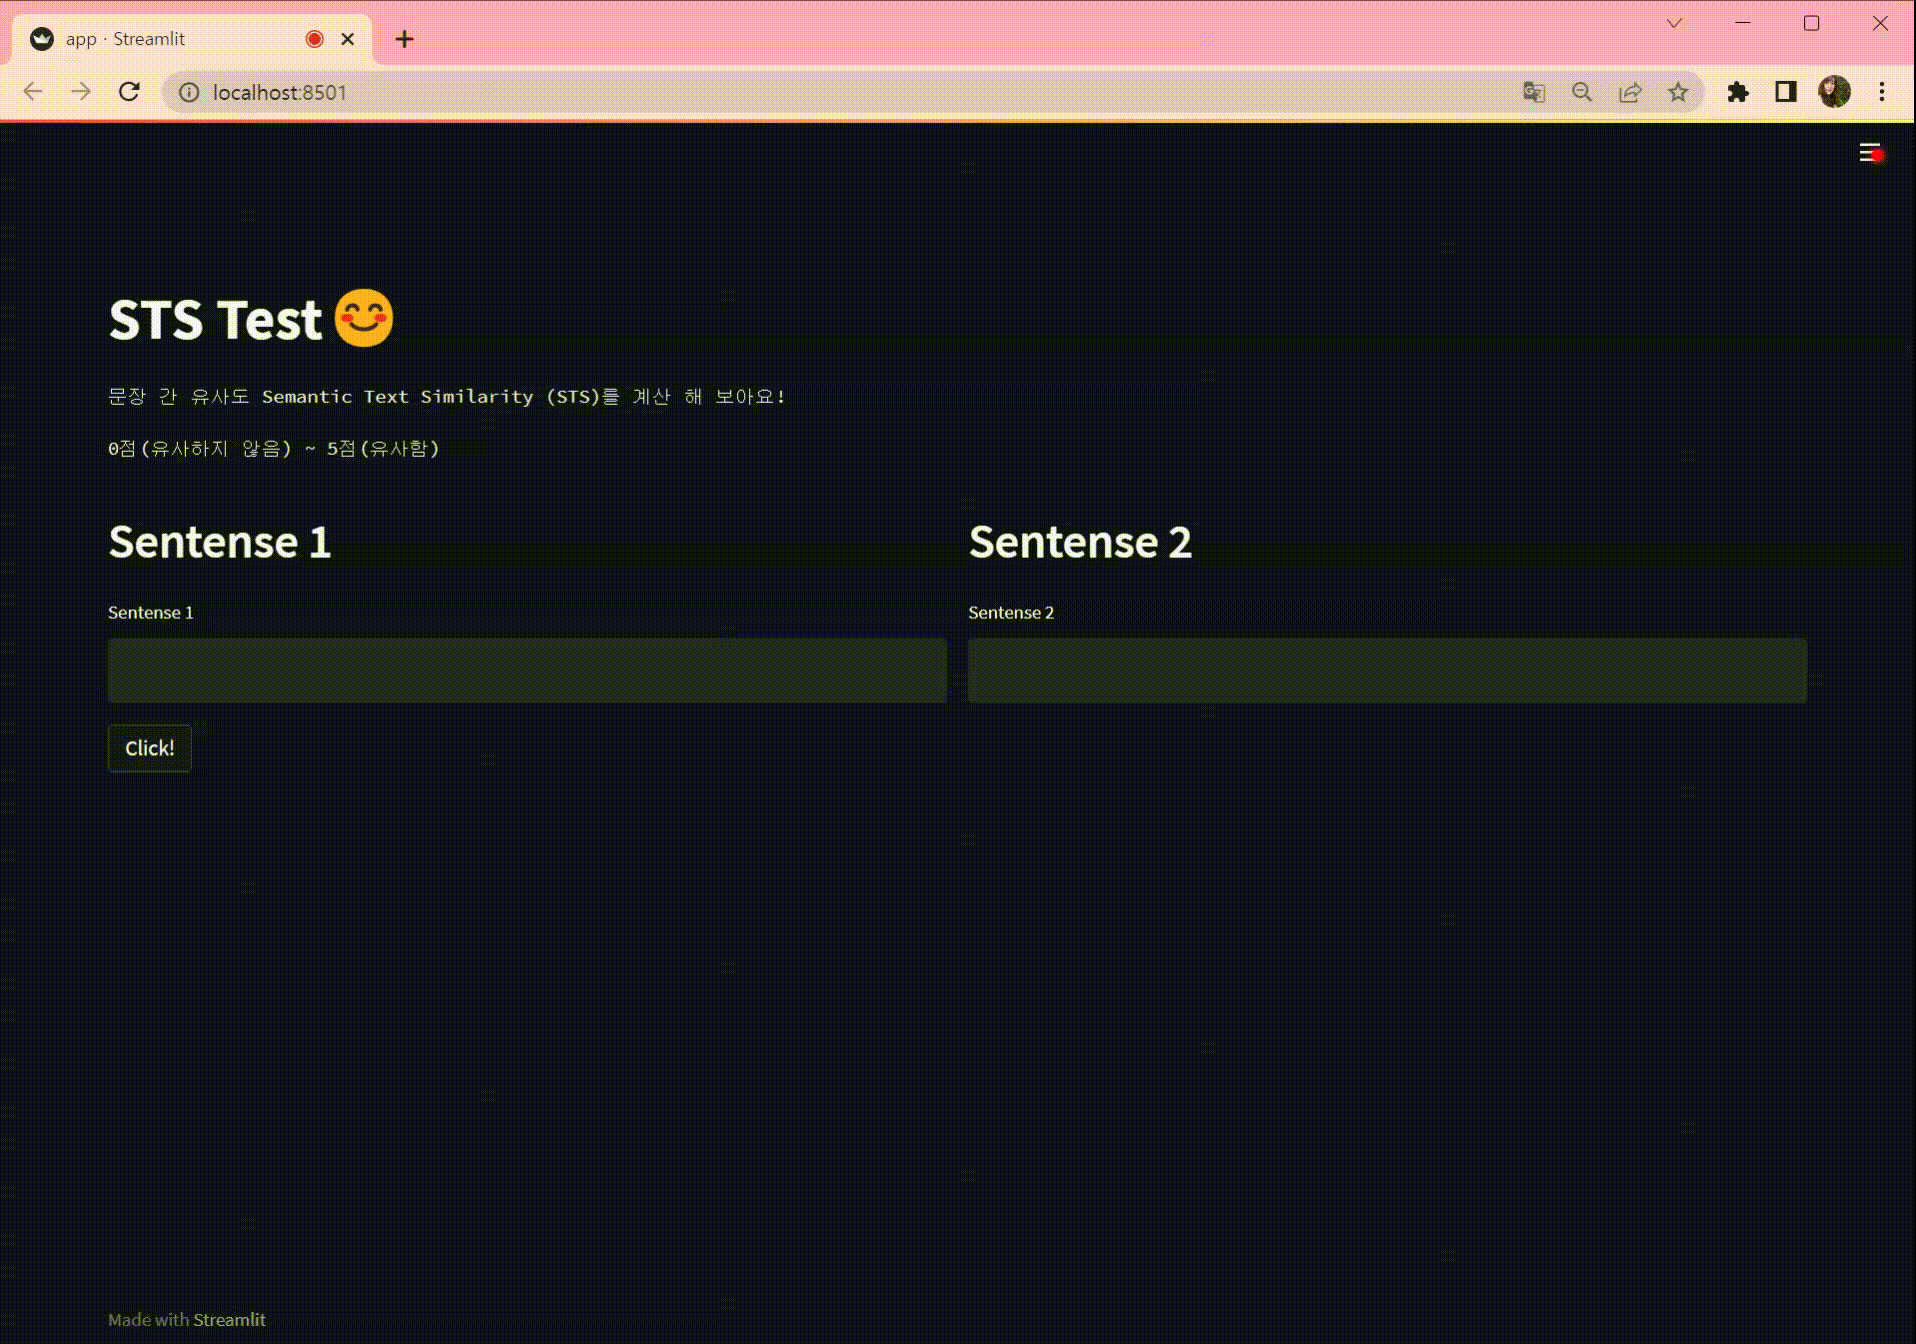 app · Streamlit
localhost:8501
STS Test 😊
문장 간 유사도 Semantic Text Similarity (STS)를 계산 해 보아요!
0점(유사하지 않음) ~ 5점(유사함)
Sentense 1
Sentense 2
Sentense 1
Sentense 2
Click!
Made with Streamlit